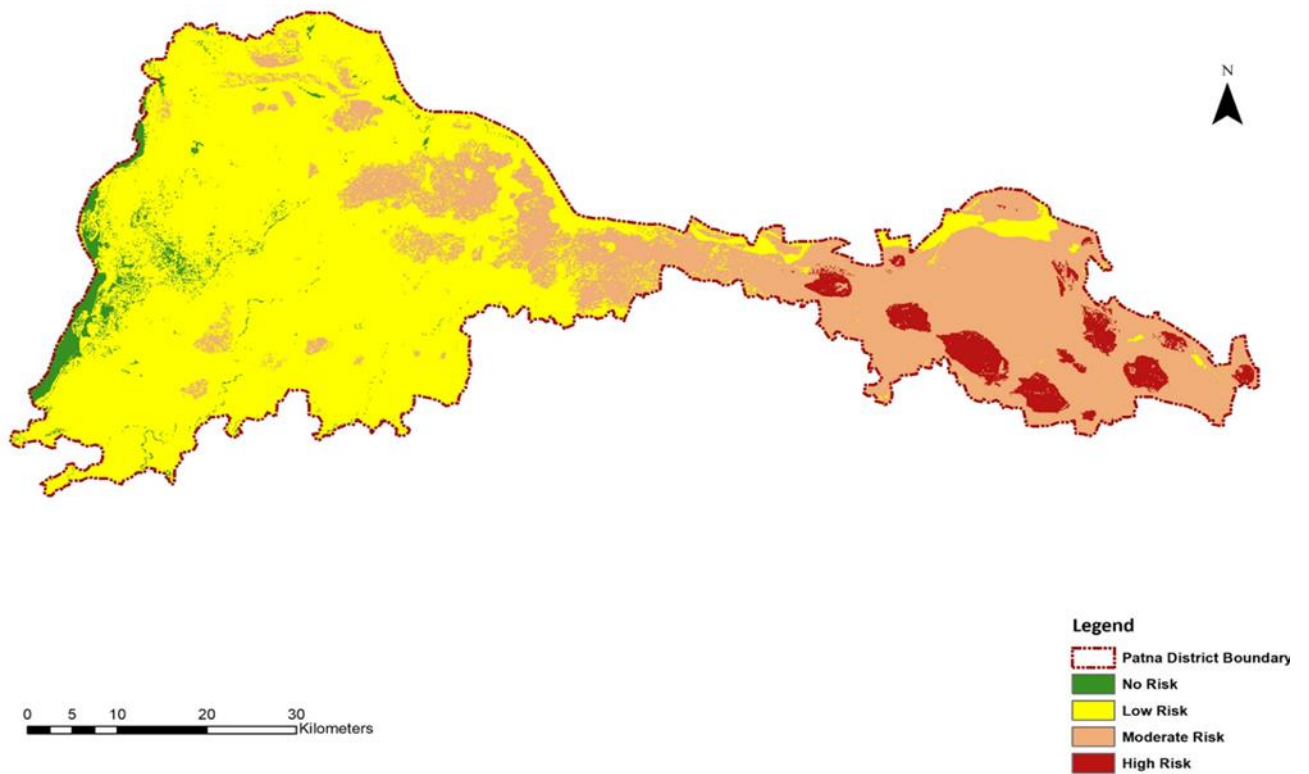 N
Legend
Patna District Boundary
No Risk
Low Risk
Moderate Risk
High Risk
0 5 10 20 30
Kilometers